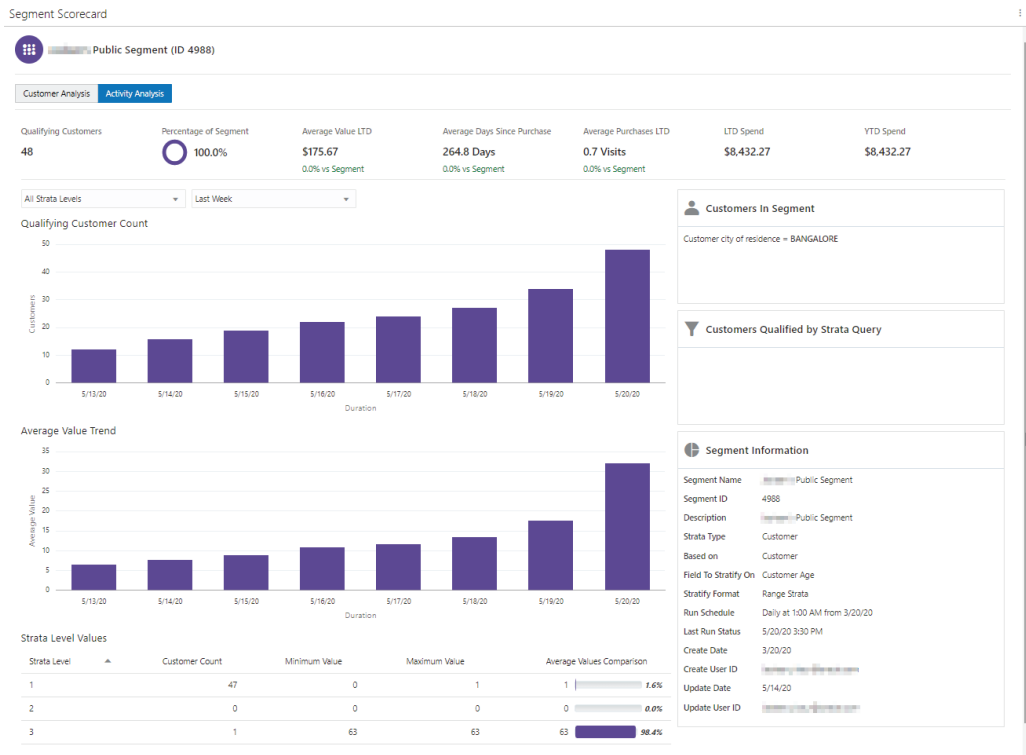 Segment Scorecard
Public Segment (ID 4988)
Customer Analysis Activity Analysis
Qualifying Customers Percentage of Segment Average Value LTD Average Days Since Purchase Average Purchases LTD LTD Spend YTD Spend
48 100.0% $175.67 264.8 Days 0.7 Visits $8,432.27 $8,432.27
0.0% vs Segment 0.0% vs Segment 0.0% vs Segment
All Strata Levels Last Week
Qualifying Customer Count
50
40
30
20
10
0
Customers
5/13/20 5/14/20 5/15/20 5/16/20 5/17/20 5/18/20 5/19/20 5/20/20
Duration
Average Value Trend
35
30
25
20
15
10
5
0
Average Value
5/13/20 5/14/20 5/15/20 5/16/20 5/17/20 5/18/20 5/19/20 5/20/20
Duration
Strata Level Values
Strata Level Customer Count Minimum Value Maximum Value Average Values Comparison
1 47 0 1 1 1.6%
2 0 0 0 0 0.0%
3 1 63 63 63 98.4%
Customers In Segment
Customer city of residence = BANGALORE
Customers Qualified by Strata Query
Segment Information
Segment Name Public Segment
Segment ID 4988
Description Public Segment
Strata Type Customer
Based on Customer
Field To Stratify On Customer Age
Stratify Format Range Strata
Run Schedule Daily at 1:00 AM from 3/20/20
Last Run Status 5/20/20 3:30 PM
Create Date 3/20/20
Create User ID
Update Date 5/14/20
Update User ID